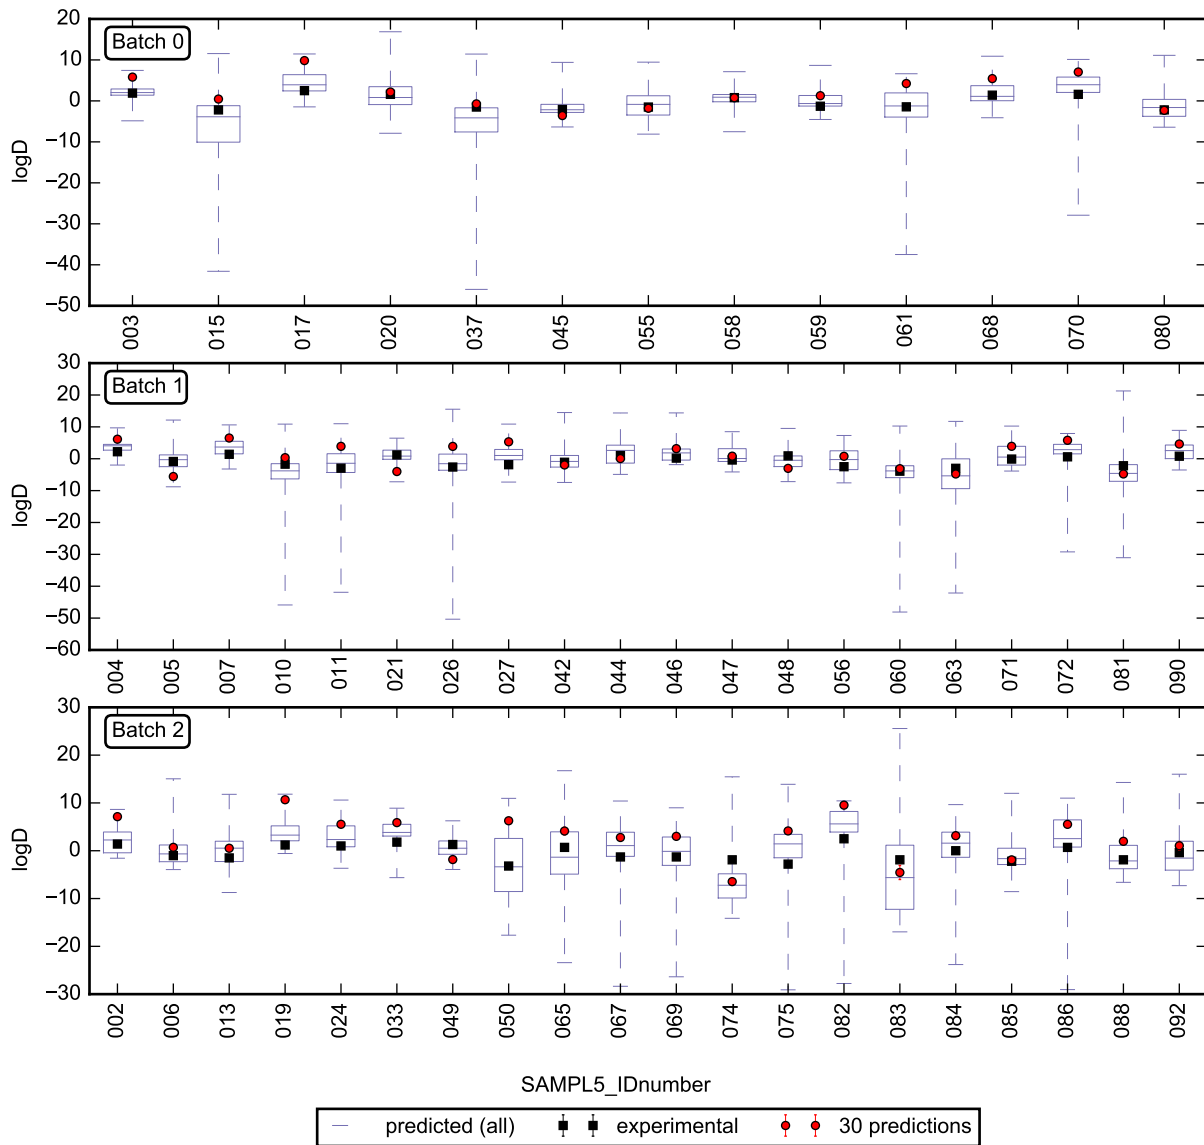 Batch 0
logD
20
10
0
−10
−20
−30
−40
−50
003 015 017 020 037 045 055 058 059 061 068 070 080
Batch 1
logD
30
20
10
0
−10
−20
−30
−40
−50
−60
004 005 007 010 011 021 026 027 042 044 046 047 048 056 060 063 071 072 081 090
Batch 2
logD
30
20
10
0
−10
−20
−30
002 006 013 019 024 033 049 050 065 067 069 074 075 082 083 084 085 086 088 092
SAMPL5_IDnumber
predicted (all) experimental 30 predictions